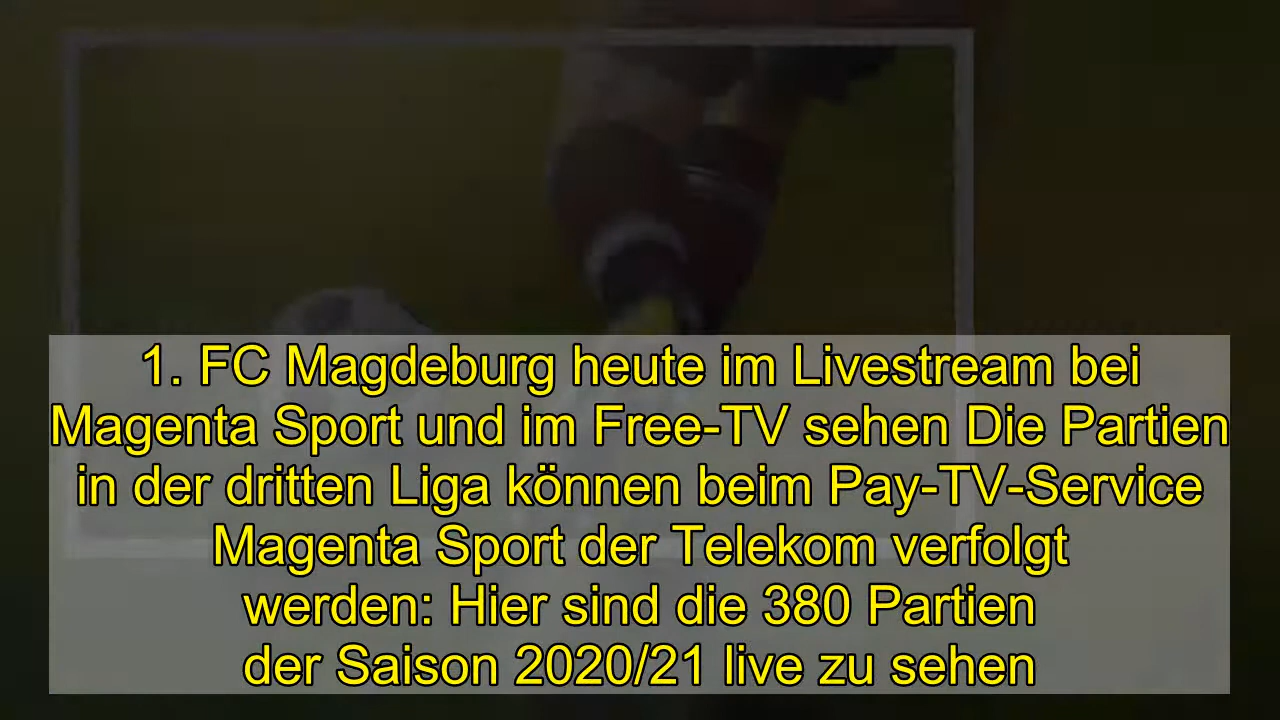 1. FC Magdeburg heute im Livestream bei
Magenta Sport und im Free-TV sehen Die Partien
in der dritten Liga können beim Pay-TV-Service
Magenta Sport der Telekom verfolgt
werden: Hier sind die 380 Partien
der Saison 2020/21 live zu sehen